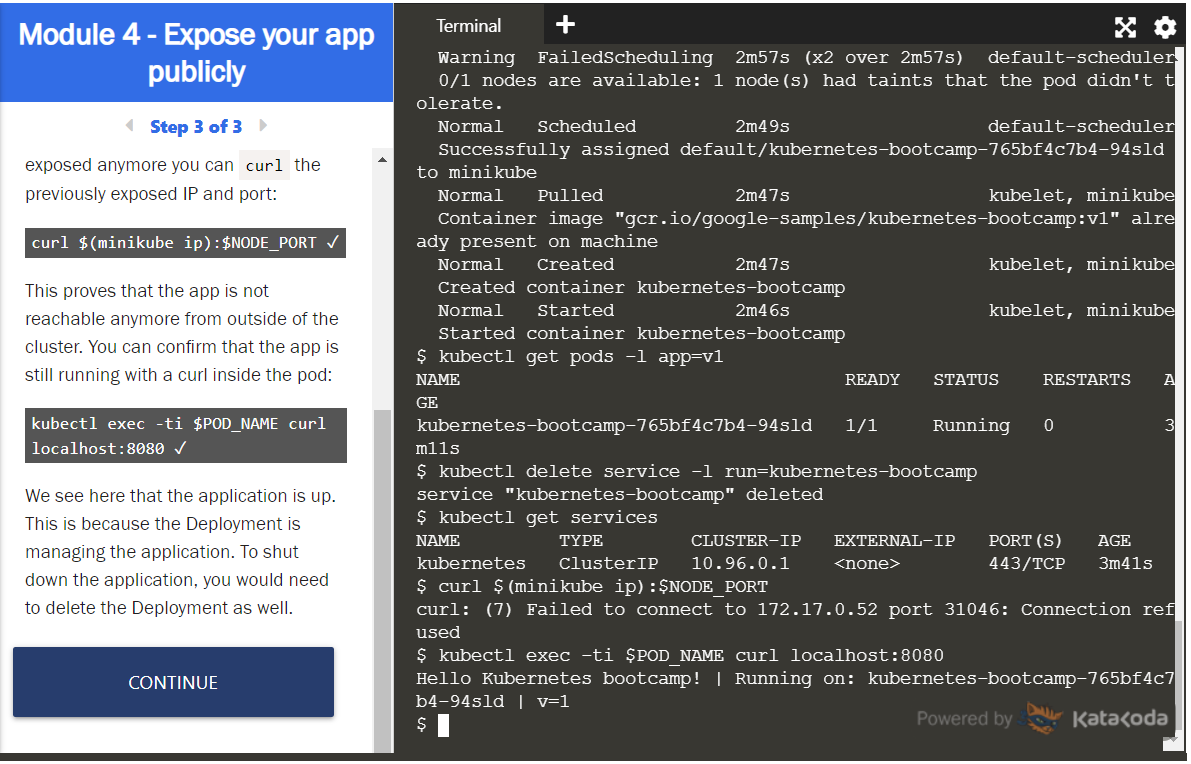 Module 4 - Expose your app
publicly
Step 3 of 3
exposed anymore you can curl the
previously exposed IP and port:
curl $(minikube ip):$NODE_PORT ✓
This proves that the app is not
reachable anymore from outside of the
cluster. You can confirm that the app is
still running with a curl inside the pod:
kubectl exec -ti $POD_NAME curl
localhost:8080 ✓
We see here that the application is up.
This is because the Deployment is
managing the application. To shut
down the application, you would need
to delete the Deployment as well.
CONTINUE
Terminal +
Warning  FailedScheduling  2m57s (x2 over 2m57s)  default-scheduler
0/1 nodes are available: 1 node(s) had taints that the pod didn't t
olerate.
Normal   Scheduled         2m49s                  default-scheduler
Successfully assigned default/kubernetes-bootcamp-765bf4c7b4-94sld
to minikube
Normal   Pulled            2m47s                  kubelet, minikube
Container image "gcr.io/google-samples/kubernetes-bootcamp:v1" alre
ady present on machine
Normal   Created           2m47s                  kubelet, minikube
Created container kubernetes-bootcamp
Normal   Started           2m46s                  kubelet, minikube
Started container kubernetes-bootcamp
$ kubectl get pods -l app=v1
NAME                                   READY   STATUS    RESTARTS   A
GE
kubernetes-bootcamp-765bf4c7b4-94sld   1/1     Running   0          3
m11s
$ kubectl delete service -l run=kubernetes-bootcamp
service "kubernetes-bootcamp" deleted
$ kubectl get services
NAME         TYPE        CLUSTER-IP   EXTERNAL-IP   PORT(S)   AGE
kubernetes   ClusterIP   10.96.0.1    <none>        443/TCP   3m41s
$ curl $(minikube ip):$NODE_PORT
curl: (7) Failed to connect to 172.17.0.52 port 31046: Connection ref
used
$ kubectl exec -ti $POD_NAME curl localhost:8080
Hello Kubernetes bootcamp! | Running on: kubernetes-bootcamp-765bf4c7
b4-94sld | v=1
$
Powered by Katacoda